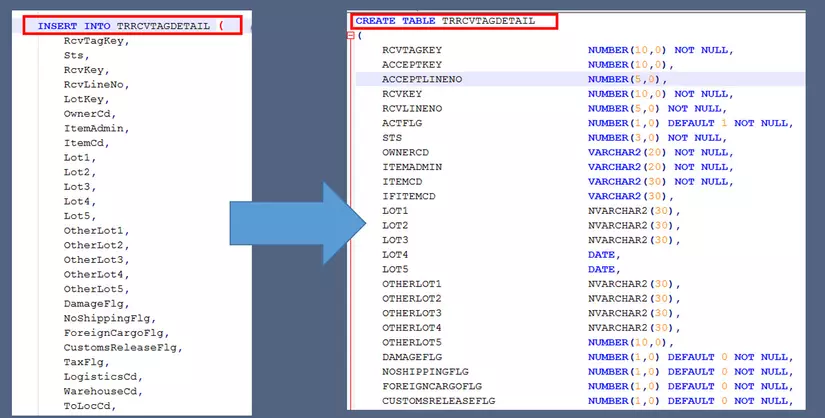 INSERT INTO TRRCVTAGDETAIL (
RcvTagKey,
Sts,
RcvKey,
RcvLineNo,
LotKey,
OwnerCd,
ItemAdmin,
ItemCd,
Lot1,
Lot2,
Lot3,
Lot4,
Lot5,
OtherLot1,
OtherLot2,
OtherLot3,
OtherLot4,
OtherLot5,
DamageFlg,
NoShippingFlg,
ForeignCargoFlg,
CustomsReleaseFlg,
TaxFlg,
LogisticsCd,
WarehouseCd,
ToLocCd,
CREATE TABLE TRRCVTAGDETAIL
(
RCVTAGKEY NUMBER(10,0) NOT NULL,
ACCEPTKEY NUMBER(10,0),
ACCEPTLINENO NUMBER(5,0),
RCVKEY NUMBER(10,0) NOT NULL,
RCVLINENO NUMBER(5,0) NOT NULL,
ACTFLG NUMBER(1,0) DEFAULT 1 NOT NULL,
STS NUMBER(3,0) NOT NULL,
OWNERCD VARCHAR2(20) NOT NULL,
ITEMADMIN VARCHAR2(20) NOT NULL,
ITEMCD VARCHAR2(30) NOT NULL,
IFITEMCD VARCHAR2(30),
LOT1 NVARCHAR2(30),
LOT2 NVARCHAR2(30),
LOT3 NVARCHAR2(30),
LOT4 DATE,
LOT5 DATE,
OTHERLOT1 NVARCHAR2(30),
OTHERLOT2 NVARCHAR2(30),
OTHERLOT3 NVARCHAR2(30),
OTHERLOT4 NVARCHAR2(30),
OTHERLOT5 NUMBER(10,0),
DAMAGEFLG NUMBER(1,0) DEFAULT 0 NOT NULL,
NOSHIPPINGFLG NUMBER(1,0) DEFAULT 0 NOT NULL,
FOREIGNCARGOFLG NUMBER(1,0) DEFAULT 0 NOT NULL,
CUSTOMSRELEASEFLG NUMBER(1,0) DEFAULT 0 NOT NULL,